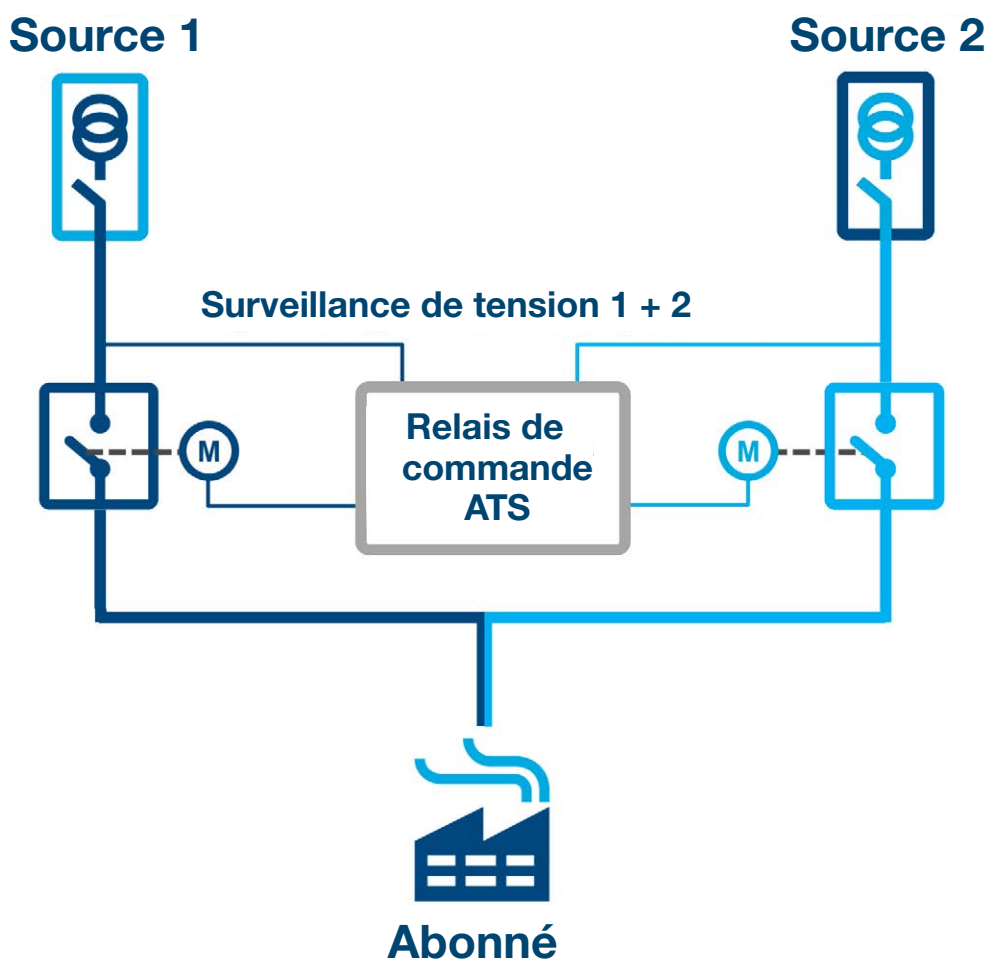 Source 1
Source 2
Surveillance de tension 1 + 2
Relais de
commande
ATS
M
M
Abonné